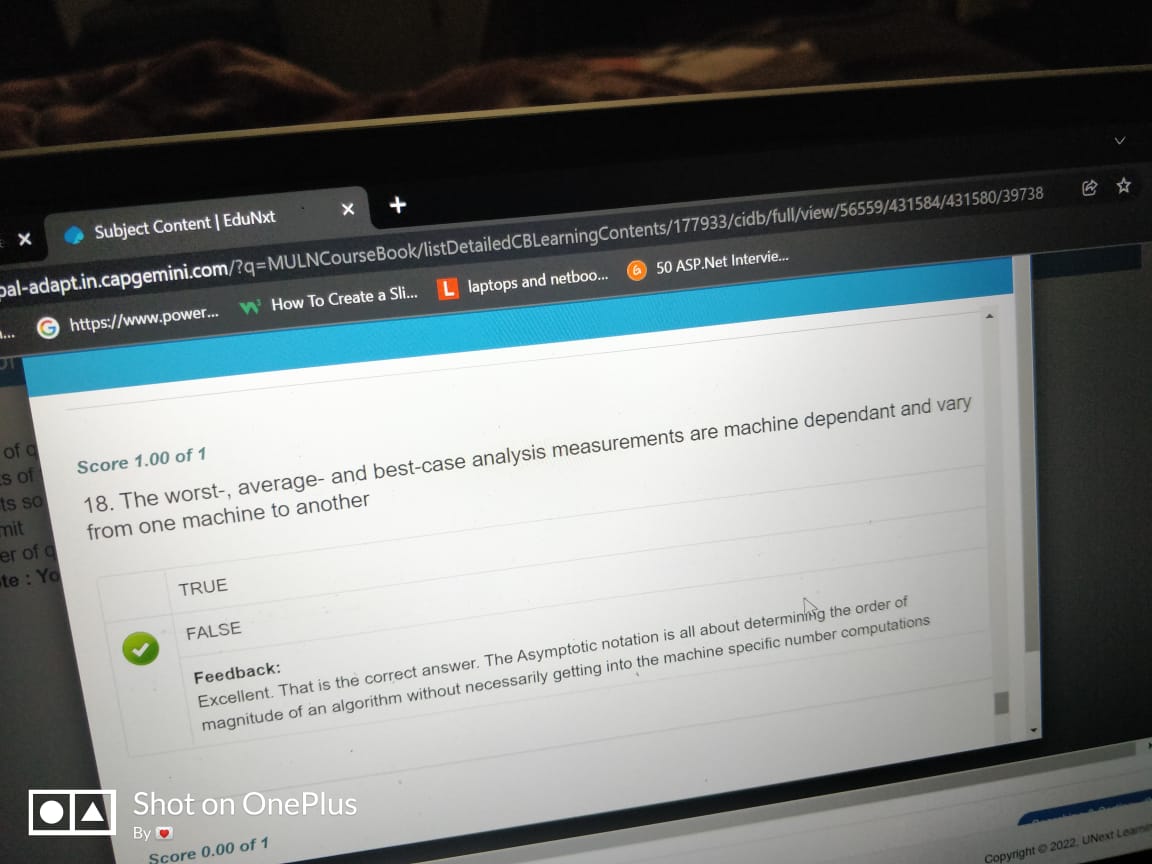 Subject Content | EduNxt
pal-adapt.in.capgemini.com/?q=MULNCourseBook/listDetailedCBLearningContents/177933/cidb/full/view/56559/431584/431580/39738
https://www.power... How To Create a Sli... L laptops and netboo... 50 ASP.Net Intervie...
of q
s of
ts so
mit
er of q
te : Yo
Score 1.00 of 1
18. The worst-, average- and best-case analysis measurements are machine dependant and vary
from one machine to another
TRUE
FALSE
Feedback:
Excellent. That is the correct answer. The Asymptotic notation is all about determining the order of
magnitude of an algorithm without necessarily getting into the machine specific number computations
Score 0.00 of 1
Shot on OnePlus
By
Copyright © 2022, UNext Learnin